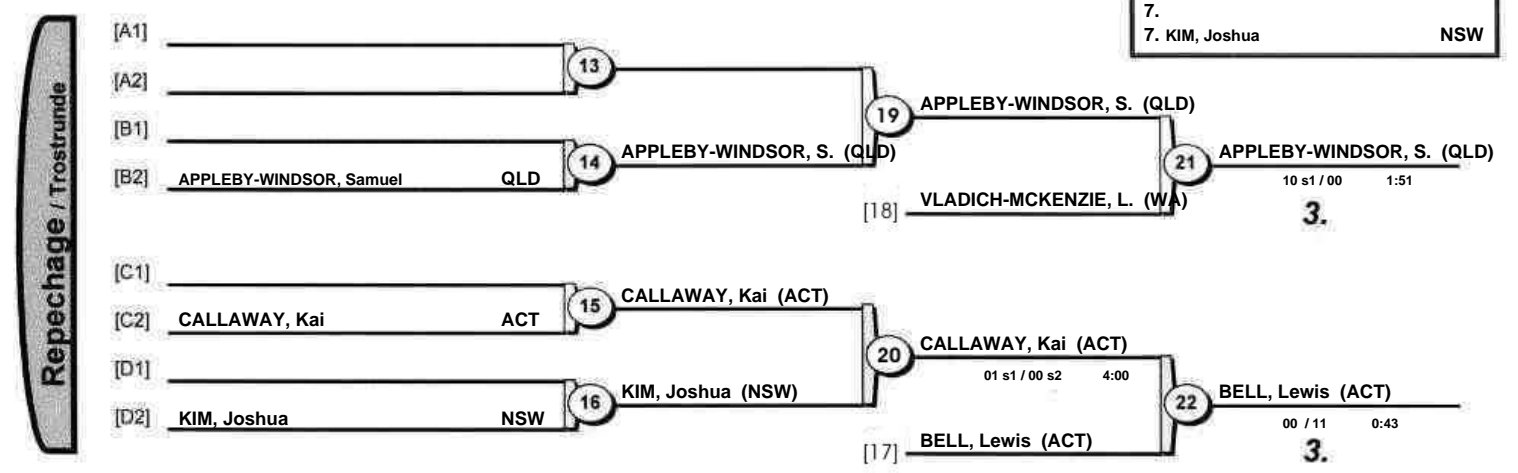 7.
7. KIM, Joshua NSW
Repechage / Trostrunde
[A1]
13
[A2]
APPLEBY-WINDSOR, S. (QLD)
19
[B1]
APPLEBY-WINDSOR, S. (QLD)
14
APPLEBY-WINDSOR, S. (QLD)
21
[B2] APPLEBY-WINDSOR, Samuel QLD
10 s1 / 00 1:51
[18] VLADICH-MCKENZIE, L. (WA)
3.
[C1]
CALLAWAY, Kai (ACT)
15
[C2] CALLAWAY, Kai ACT
CALLAWAY, Kai (ACT)
20
[D1]
01 s1 / 00 s2 4:00
KIM, Joshua (NSW)
BELL, Lewis (ACT)
16
22
[D2] KIM, Joshua NSW
00 / 11 0:43
[17] BELL, Lewis (ACT)
3.